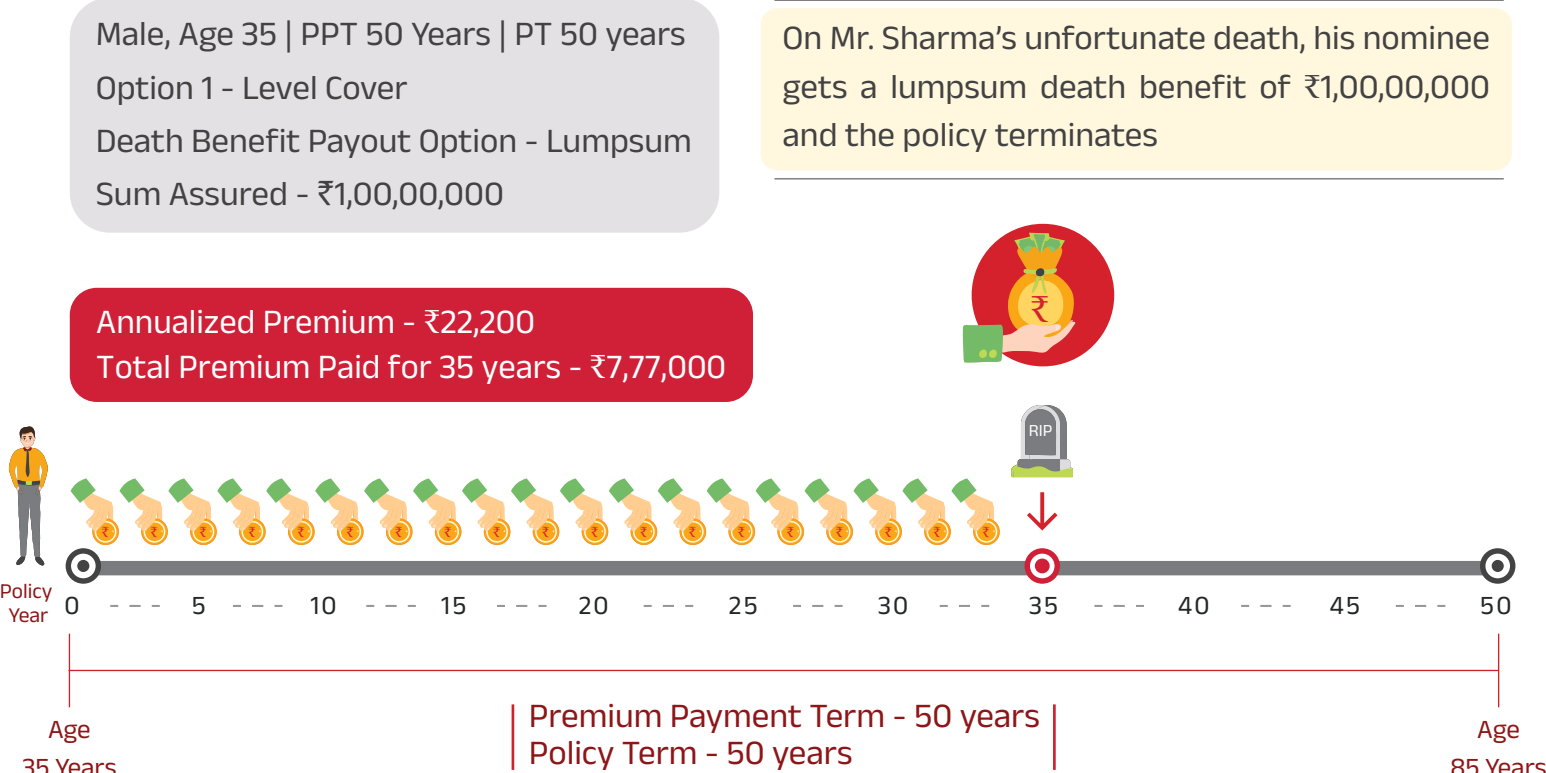 Male, Age 35 | PPT 50 Years | PT 50 years
Option 1 - Level Cover
Death Benefit Payout Option - Lumpsum
Sum Assured - ₹1,00,00,000
On Mr. Sharma’s unfortunate death, his nominee
gets a lumpsum death benefit of ₹1,00,00,000
and the policy terminates
₹
Annualized Premium - ₹22,200
Total Premium Paid for 35 years - ₹7,77,000
RIP
₹ ₹ ₹ ₹ ₹ ₹ ₹ ₹ ₹ ₹ ₹ ₹ ₹ ₹ ₹ ₹ ₹ ₹ ₹
Policy
Year
0 - - - - 5 - - - - 10 - - - - 15 - - - - 20 - - - - 25 - - - - 30 - - - - 35 - - - - 40 - - - - 45 - - - - 50
Premium Payment Term - 50 years
Policy Term - 50 years
Age
35 Years
Age
85 Years